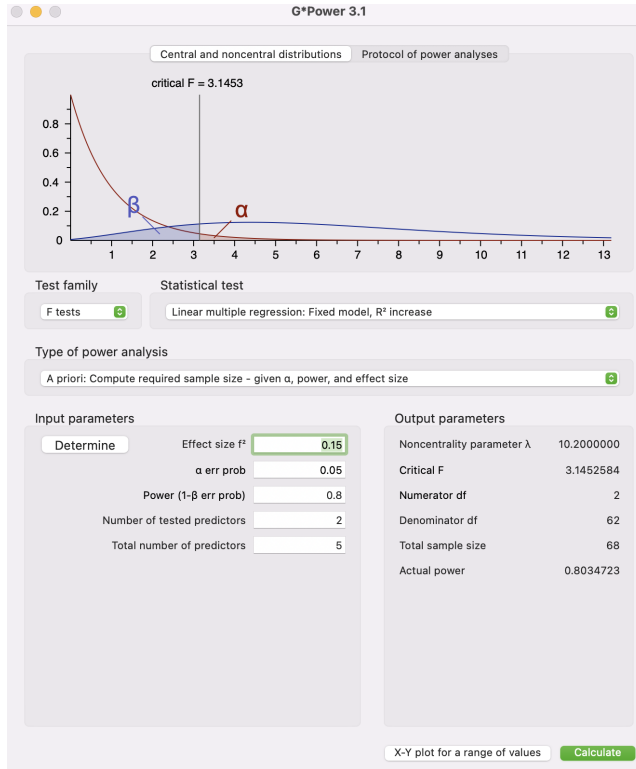 G*Power 3.1
Central and noncentral distributions Protocol of power analyses
critical F = 3.1453
0.8
0.6
0.4
0.2
0
β
α
1 2 3 4 5 6 7 8 9 10 11 12 13
Test family Statistical test
F tests Linear multiple regression: Fixed model, R² increase
Type of power analysis
A priori: Compute required sample size - given α, power, and effect size
Input parameters
Determine Effect size f² 0.15
α err prob 0.05
Power (1-β err prob) 0.8
Number of tested predictors 2
Total number of predictors 5
Output parameters
Noncentrality parameter λ 10.2000000
Critical F 3.1452584
Numerator df 2
Denominator df 62
Total sample size 68
Actual power 0.8034723
X-Y plot for a range of values Calculate